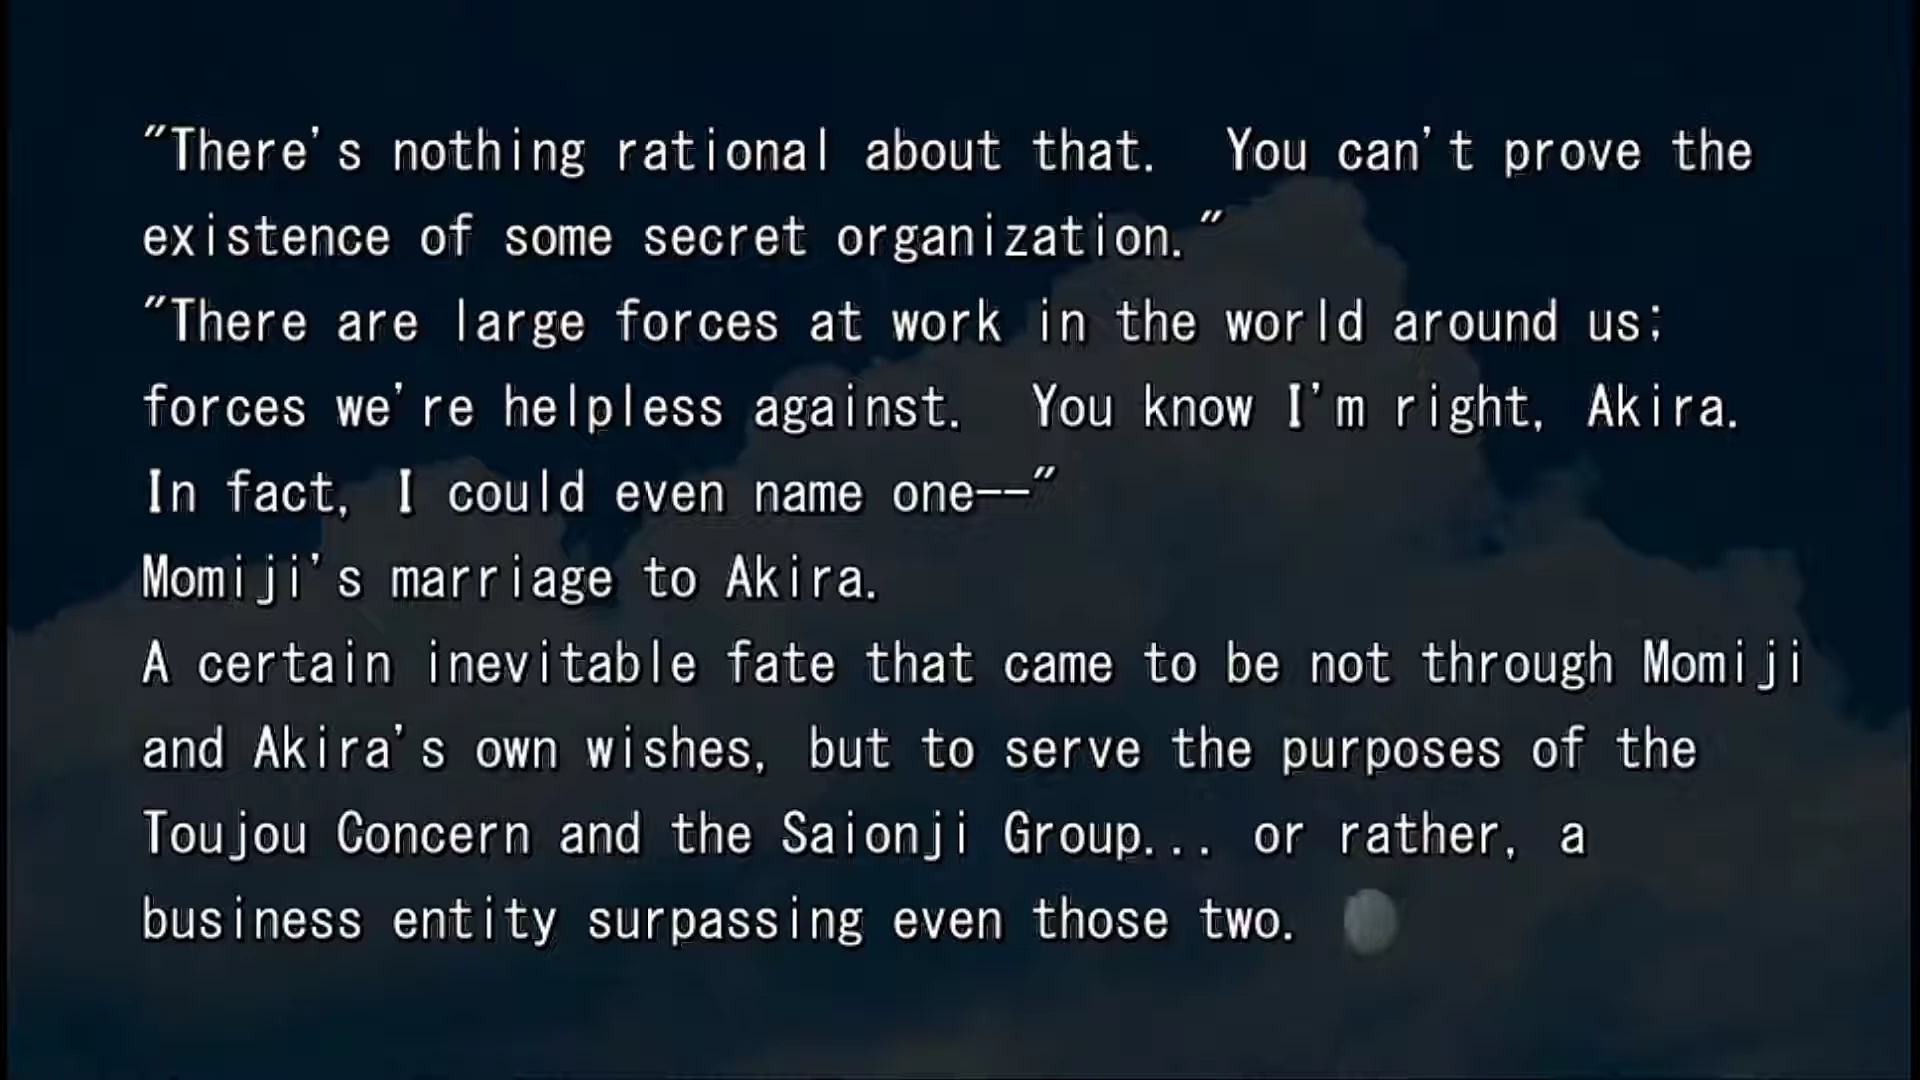 "There's nothing rational about that.  You can't prove the
existence of some secret organization."
"There are large forces at work in the world around us;
forces we're helpless against.  You know I'm right, Akira.
In fact, I could even name one——"
Momiji's marriage to Akira.
A certain inevitable fate that came to be not through Momiji
and Akira's own wishes, but to serve the purposes of the
Toujou Concern and the Saionji Group... or rather, a
business entity surpassing even those two.